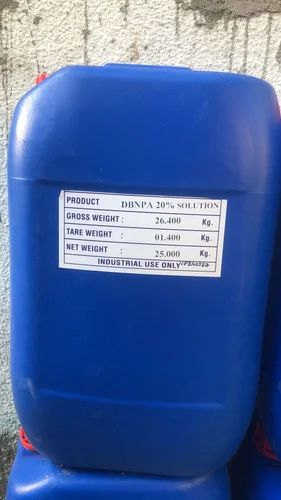 PRODUCT DBNPA 20% SOLUTION
GROSS WEIGHT : 26.400 Kg.
TARE WEIGHT : 01.400 Kg.
NET WEIGHT : 25.000 Kg.
INDUSTRIAL USE ONLY